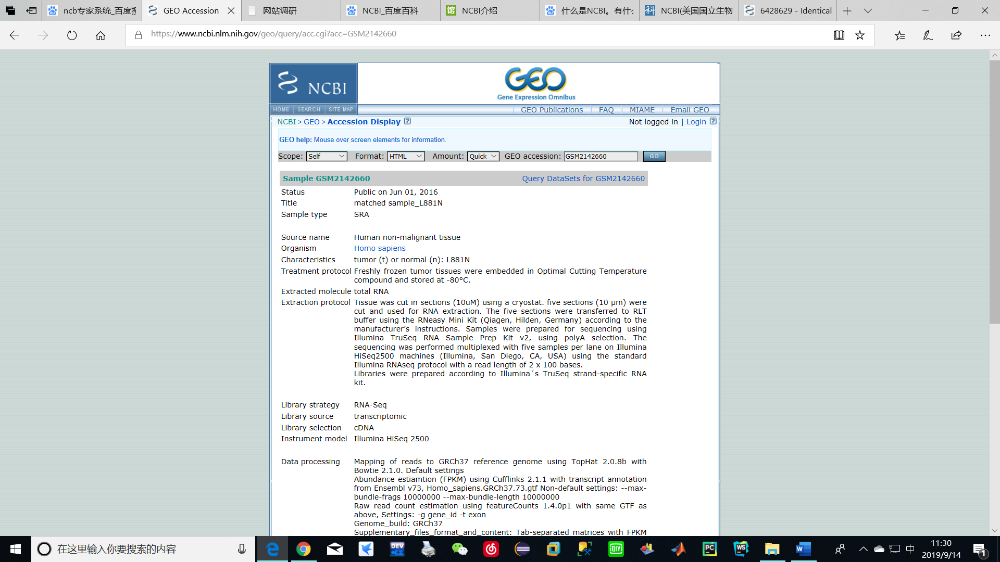 ncb专家系统_百度搜
GEO Accession
网站调研
NCBI_百度百科
NCBI介绍
什么是NCBI。有什么
NCBI(美国国立生物
6428629 - Identical
https://www.ncbi.nlm.nih.gov/geo/query/acc.cgi?acc=GSM2142660
NCBI
GEO
Gene Expression Omnibus
HOME SEARCH SITE MAP
GEO Publications FAQ MIAME Email GEO
NCBI > GEO > Accession Display ?
Not logged in | Login ?
GEO help: Mouse over screen elements for information.
Scope: Self Format: HTML Amount: Quick GEO accession: GSM2142660 GO
Sample GSM2142660 Query DataSets for GSM2142660
Status Public on Jun 01, 2016
Title matched sample_L881N
Sample type SRA
Source name Human non-malignant tissue
Organism Homo sapiens
Characteristics tumor (t) or normal (n): L881N
Treatment protocol Freshly frozen tumor tissues were embedded in Optimal Cutting Temperature
compound and stored at -80°C.
Extracted molecule total RNA
Extraction protocol Tissue was cut in sections (10uM) using a cryostat. five sections (10 µm) were
cut and used for RNA extraction. The five sections were transferred to RLT
buffer using the RNeasy Mini Kit (Qiagen, Hilden, Germany) according to the
manufacturer’s instructions. Samples were prepared for sequencing using
Illumina TruSeq RNA Sample Prep Kit v2, using polyA selection. The
sequencing was performed multiplexed with five samples per lane on Illumina
HiSeq2500 machines (Illumina, San Diego, CA, USA) using the standard
Illumina RNAseq protocol with a read length of 2 x 100 bases.
Libraries were prepared according to Illumina´s TruSeq strand-specific RNA
kit.
Library strategy RNA-Seq
Library source transcriptomic
Library selection cDNA
Instrument model Illumina HiSeq 2500
Data processing Mapping of reads to GRCh37 reference genome using TopHat 2.0.8b with
Bowtie 2.1.0. Default settings
Abundance estiamtion (FPKM) using Cufflinks 2.1.1 with transcript annotation
from Ensembl v73, Homo_sapiens.GRCh37.73.gtf Non-default settings: --max-
bundle-frags 10000000 --max-bundle-length 10000000
Raw read count estimation using featureCounts 1.4.0p1 with same GTF as
above, Settings: -g gene_id -t exon
Genome_build: GRCh37
Supplementary_files_format_and_content: Tab-separated matrices with FPKM
在这里输入你要搜索的内容
DEV
QIY
PC
WS
W
中
11:30
2019/9/14
1